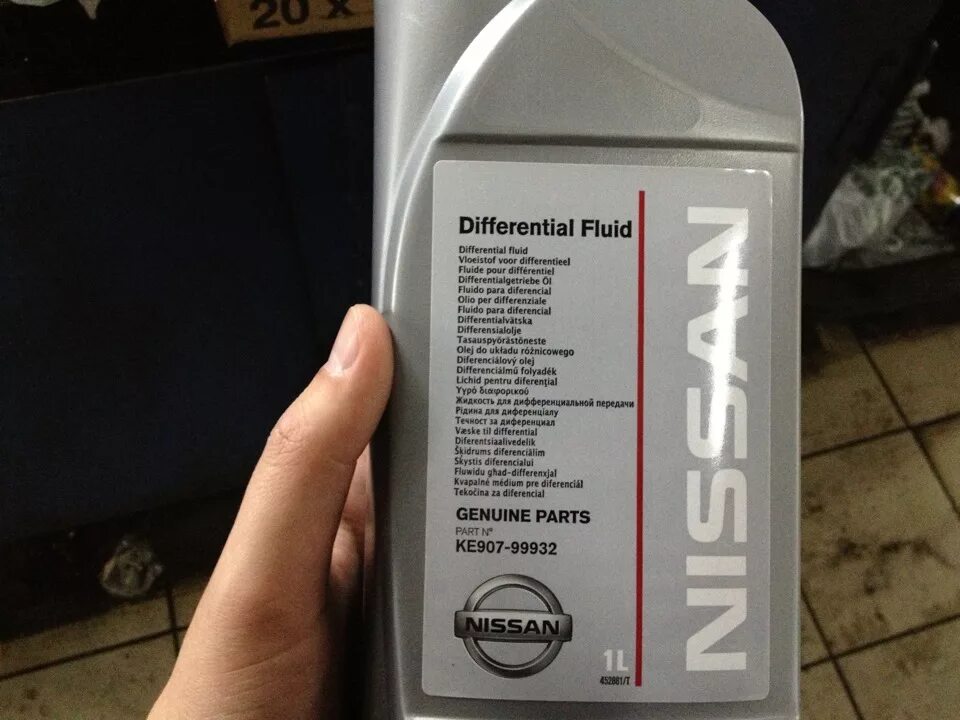 20 x
Differential Fluid
Differential fluid
Vloeistof voor differentieel
Fluide pour différentiel
Differentialgetriebe Öl
Fluido para diferencial
Olio per differenziale
Fluido para diferencial
Differentialvätska
Differensialolje
Tasauspyörästöneste
Olej do układu różnicowego
Diferenciálový olej
Differenciálmű folyadék
Lichid pentru diferenţial
Υγρό διαφορικού
Жидкость для дифференциальной передачи
Рідина для диференціалу
Течност за диференциал
Væske til differential
Diferentsiaalivedelik
Šķidrums diferenciālim
Skystis diferencialui
Fluwidu ghad-differenxjal
Kvapalné médium pre diferenciál
Tekočina za diferencial
GENUINE PARTS
PART N°
KE907-99932
NISSAN
1L
452881/T
NISSAN